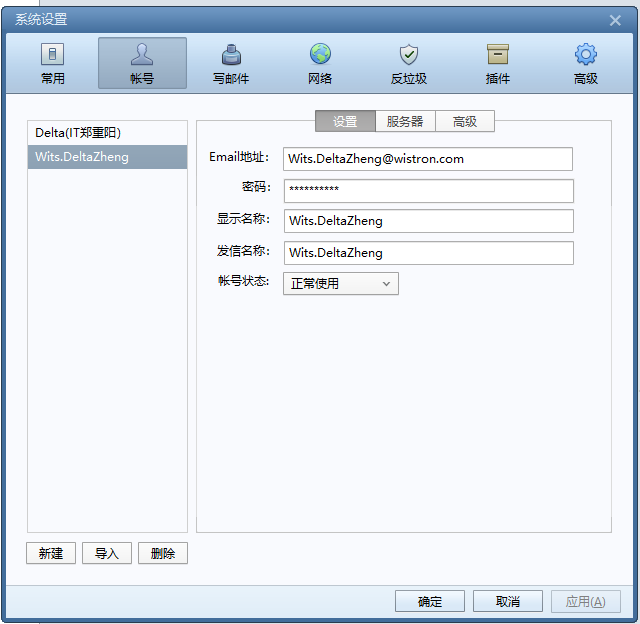 系统设置
常用 帐号 写邮件 网络 反垃圾 插件 高级
Delta(IT郑重阳)
Wits.DeltaZheng
设置 服务器 高级
Email地址: Wits.DeltaZheng@wistron.com
密码: **********
显示名称: Wits.DeltaZheng
发信名称: Wits.DeltaZheng
帐号状态: 正常使用
新建 导入 删除
确定 取消 应用(A)